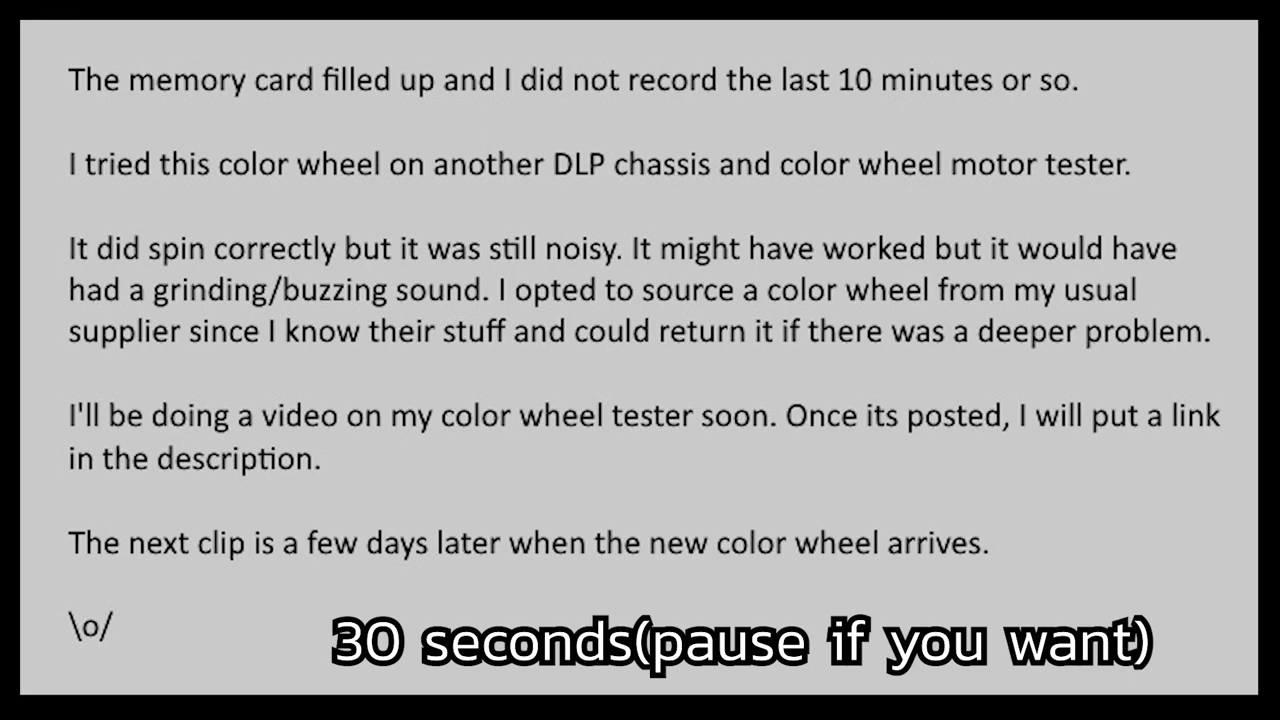 The memory card filled up and I did not record the last 10 minutes or so.
I tried this color wheel on another DLP chassis and color wheel motor tester.
It did spin correctly but it was still noisy. It might have worked but it would have
had a grinding/buzzing sound. I opted to source a color wheel from my usual
supplier since I know their stuff and could return it if there was a deeper problem.
I'll be doing a video on my color wheel tester soon. Once its posted, I will put a link
in the description.
The next clip is a few days later when the new color wheel arrives.
\o/
30 seconds(pause if you want)